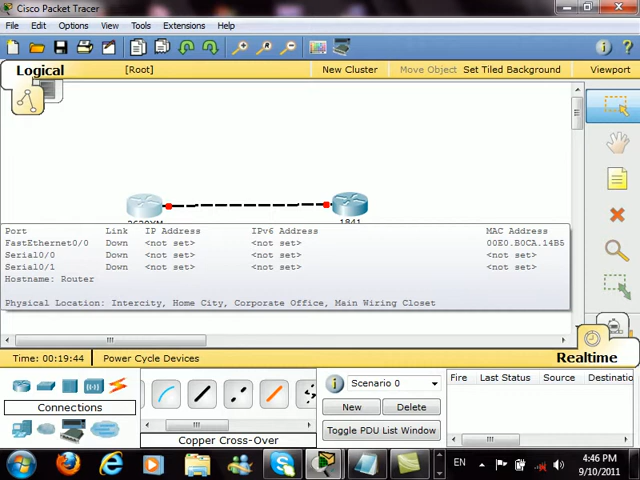 Cisco Packet Tracer
File Edit Options View Tools Extensions Help
Logical [Root] New Cluster Move Object Set Tiled Background Viewport
1841
Port Link IP Address IPv6 Address MAC Address
FastEthernet0/0 Down <not set> <not set> 00E0.B0CA.14B5
Serial0/0 Down <not set> <not set> <not set>
Serial0/1 Down <not set> <not set> <not set>
Hostname: Router
Physical Location: Intercity, Home City, Corporate Office, Main Wiring Closet
Time: 00:19:44 Power Cycle Devices Realtime
Scenario 0
Fire Last Status Source Destinatio
Connections
New Delete
Toggle PDU List Window
Copper Cross-Over
EN
4:46 PM
9/10/2011